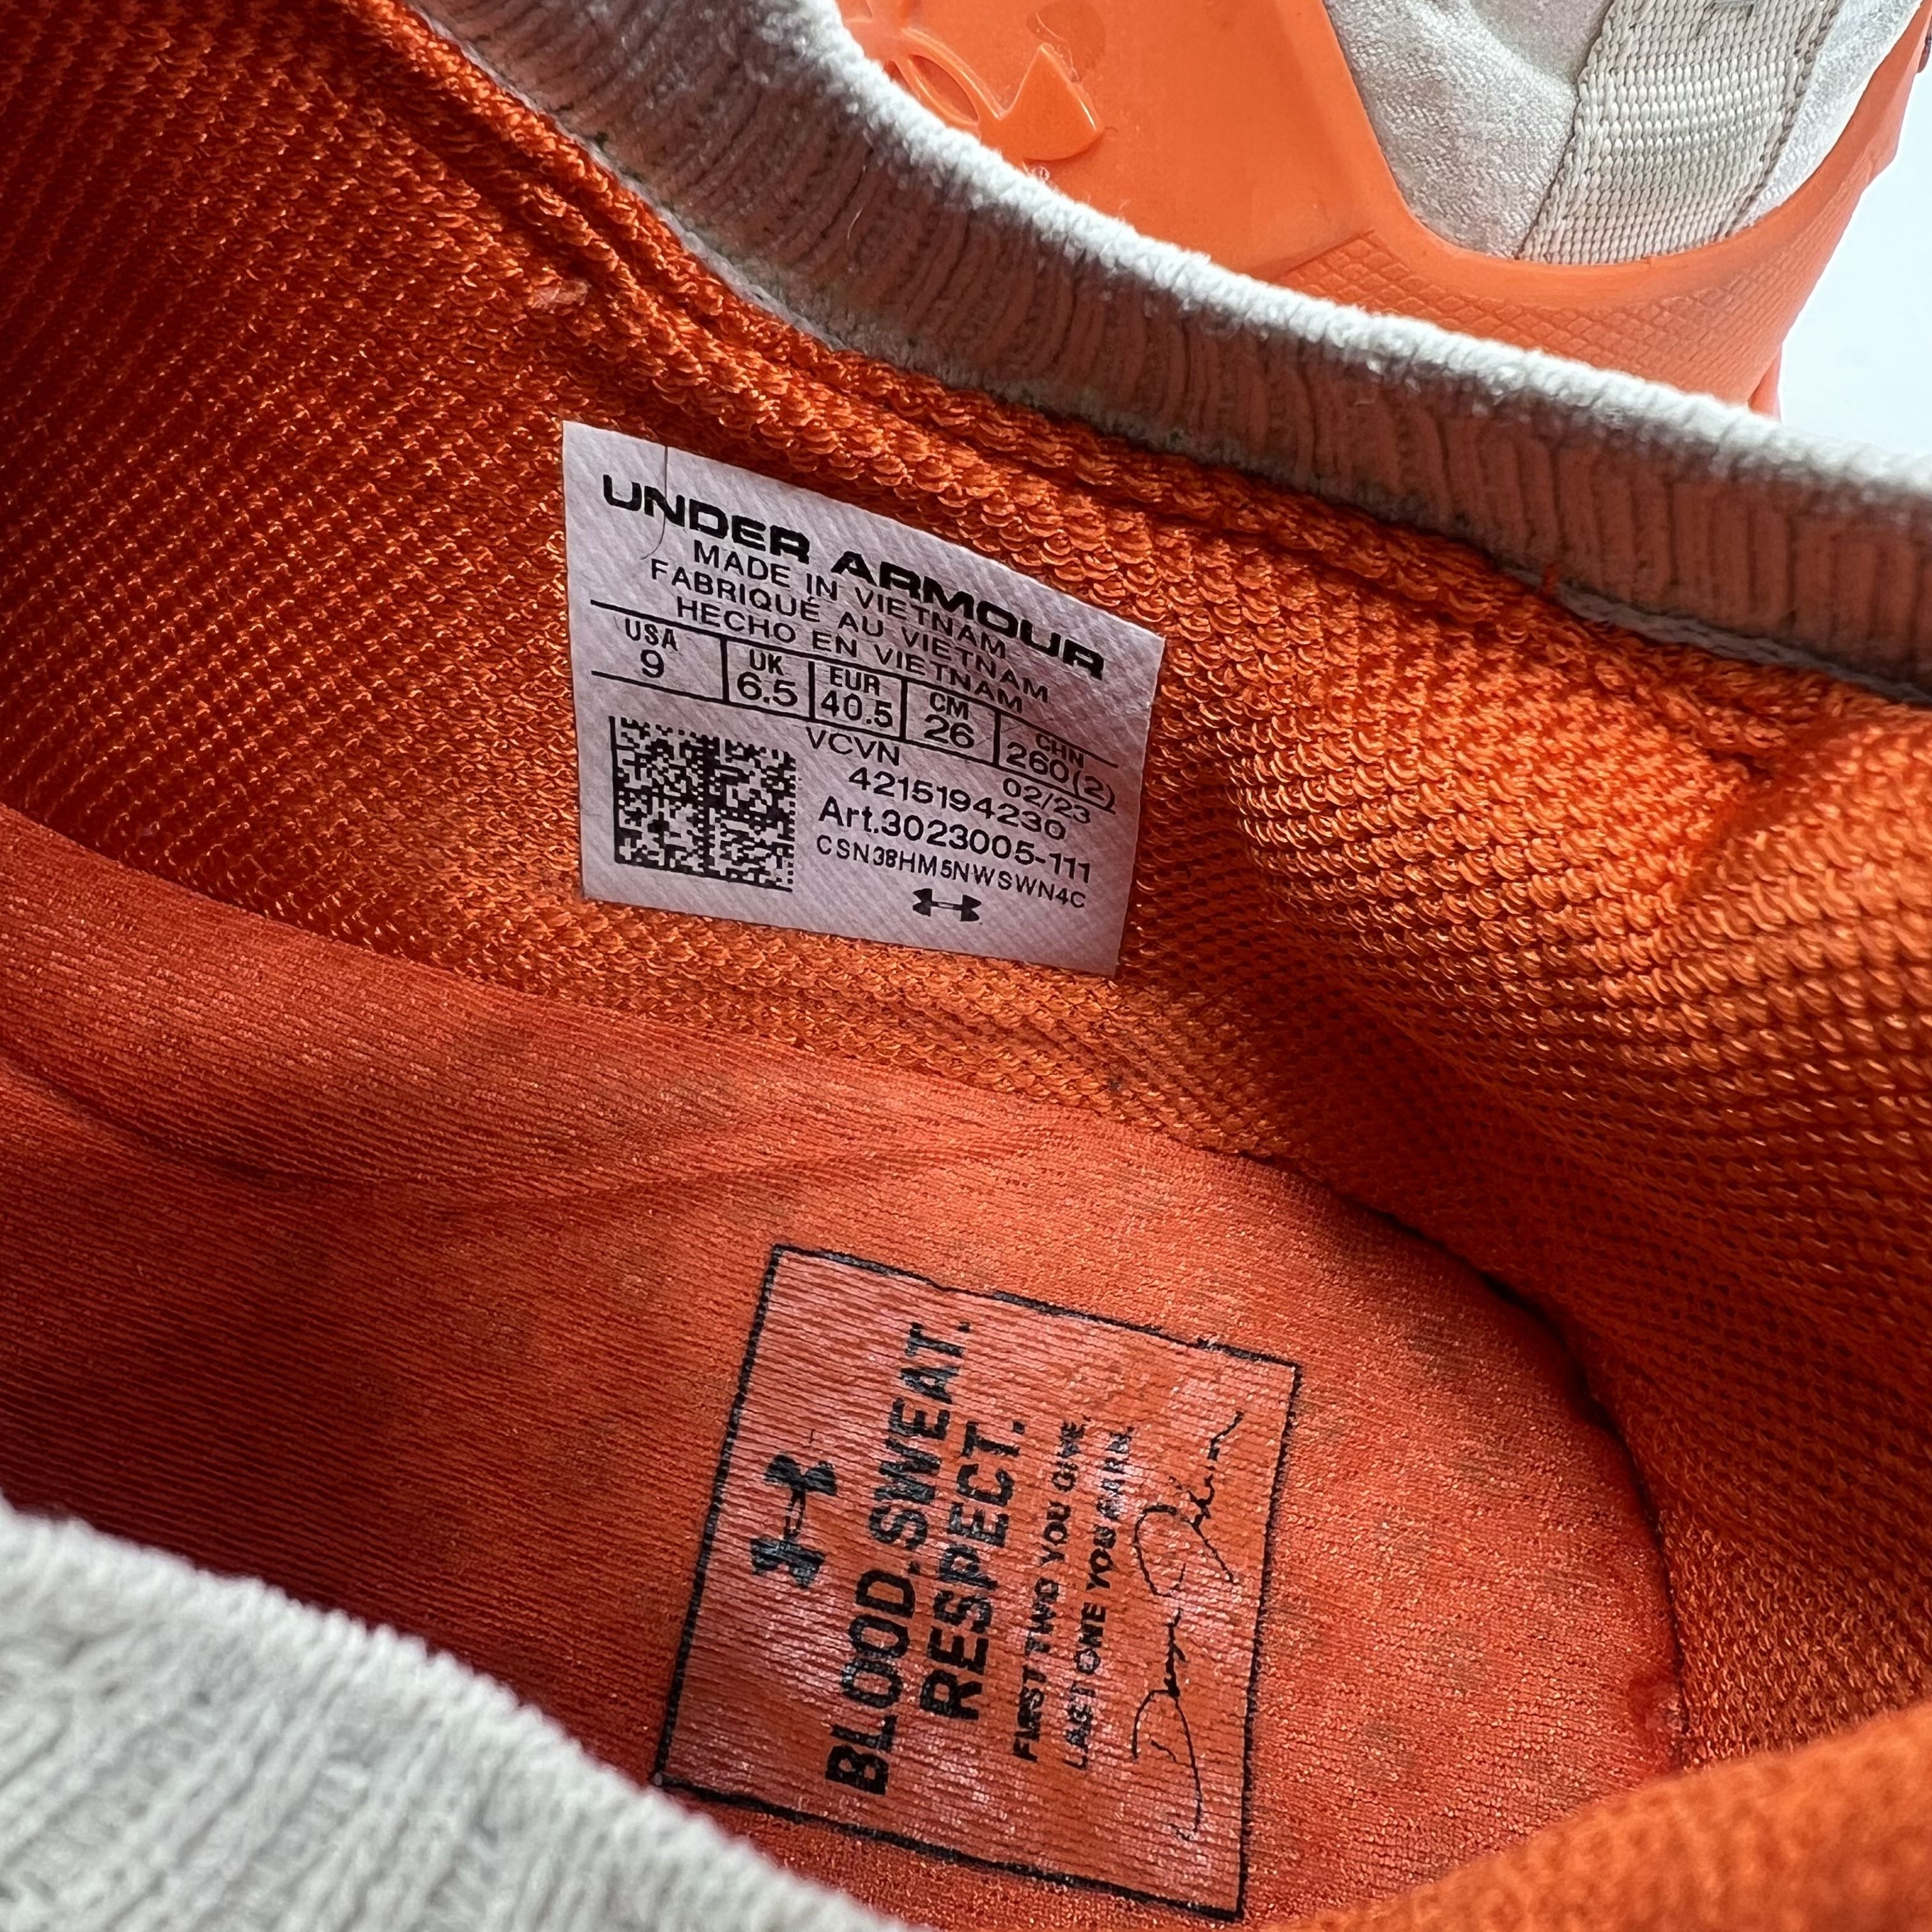 UNDER ARMOUR
MADE IN VIETNAM
FABRIQUÉ AU VIETNAM
HECHO EN VIETNAM
USA UK EUR CM CHN
9 6.5 40.5 26 260(2)
VCVN 02/23
4215194230
Art.3023005-111
CSN38HM5NWSWN4C
BLOOD.SWEAT.
RESPECT.
FIRST TWO YOU GIVE,
LAST ONE YOU EARN.